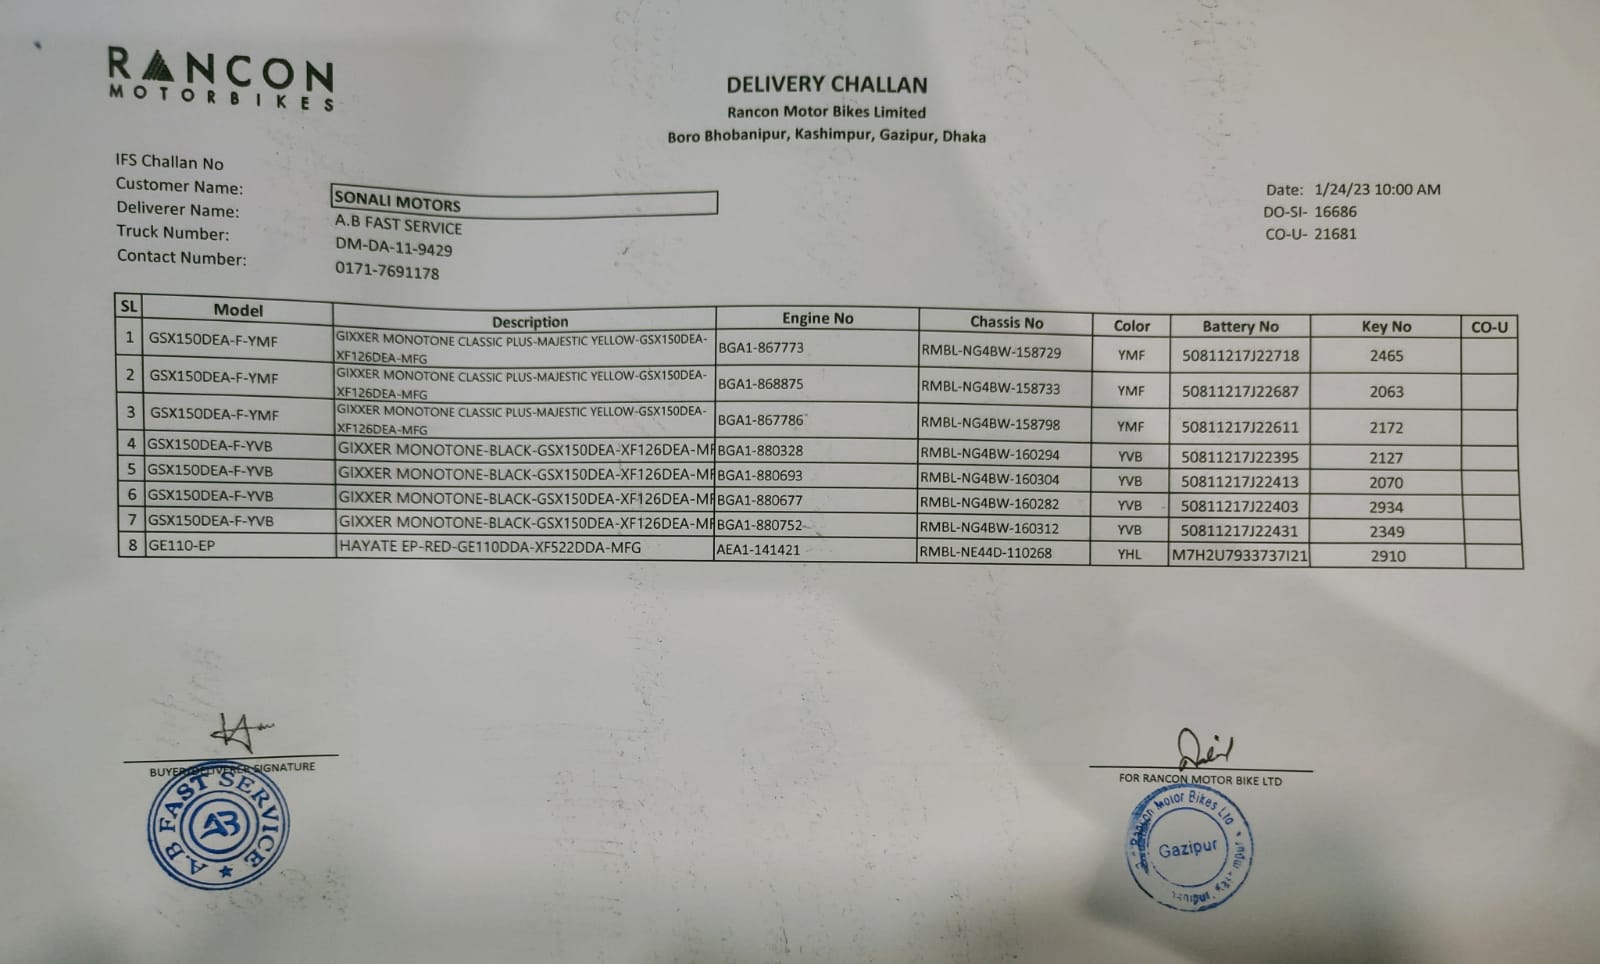 RANCON
MOTORBIKES
DELIVERY CHALLAN
Rancon Motor Bikes Limited
Boro Bhobanipur, Kashimpur, Gazipur, Dhaka
IFS Challan No
Customer Name: SONALI MOTORS
Deliverer Name: A.B FAST SERVICE
Truck Number: DM-DA-11-9429
Contact Number: 0171-7691178
Date: 1/24/23 10:00 AM
DO-SI- 16686
CO-U- 21681
SL Model Description Engine No Chassis No Color Battery No Key No CO-U
1 GSX150DEA-F-YMF GIXXER MONOTONE CLASSIC PLUS-MAJESTIC YELLOW-GSX150DEA-XF126DEA-MFG BGA1-867773 RMBL-NG4BW-158729 YMF 50811217J22718 2465
2 GSX150DEA-F-YMF GIXXER MONOTONE CLASSIC PLUS-MAJESTIC YELLOW-GSX150DEA-XF126DEA-MFG BGA1-868875 RMBL-NG4BW-158733 YMF 50811217J22687 2063
3 GSX150DEA-F-YMF GIXXER MONOTONE CLASSIC PLUS-MAJESTIC YELLOW-GSX150DEA-XF126DEA-MFG BGA1-867786 RMBL-NG4BW-158798 YMF 50811217J22611 2172
4 GSX150DEA-F-YVB GIXXER MONOTONE-BLACK-GSX150DEA-XF126DEA-MF BGA1-880328 RMBL-NG4BW-160294 YVB 50811217J22395 2127
5 GSX150DEA-F-YVB GIXXER MONOTONE-BLACK-GSX150DEA-XF126DEA-MF BGA1-880693 RMBL-NG4BW-160304 YVB 50811217J22413 2070
6 GSX150DEA-F-YVB GIXXER MONOTONE-BLACK-GSX150DEA-XF126DEA-MF BGA1-880677 RMBL-NG4BW-160282 YVB 50811217J22403 2934
7 GSX150DEA-F-YVB GIXXER MONOTONE-BLACK-GSX150DEA-XF126DEA-MF BGA1-880752 RMBL-NG4BW-160312 YVB 50811217J22431 2349
8 GE110-EP HAYATE EP-RED-GE110DDA-XF522DDA-MFG AEA1-141421 RMBL-NE44D-110268 YHL M7H2U7933737I21 2910
BUYER/DELIVERER SIGNATURE
A.B FAST SERVICE
AB
FOR RANCON MOTOR BIKE LTD
Rancon Motor Bikes Ltd
Gazipur